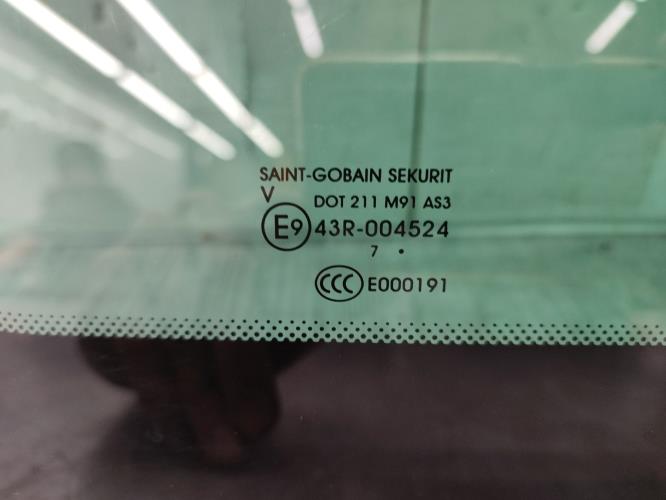 SAINT-GOBAIN SEKURIT
V
DOT 211 M91 AS3
E9 43R-004524
7 .
CCC E000191